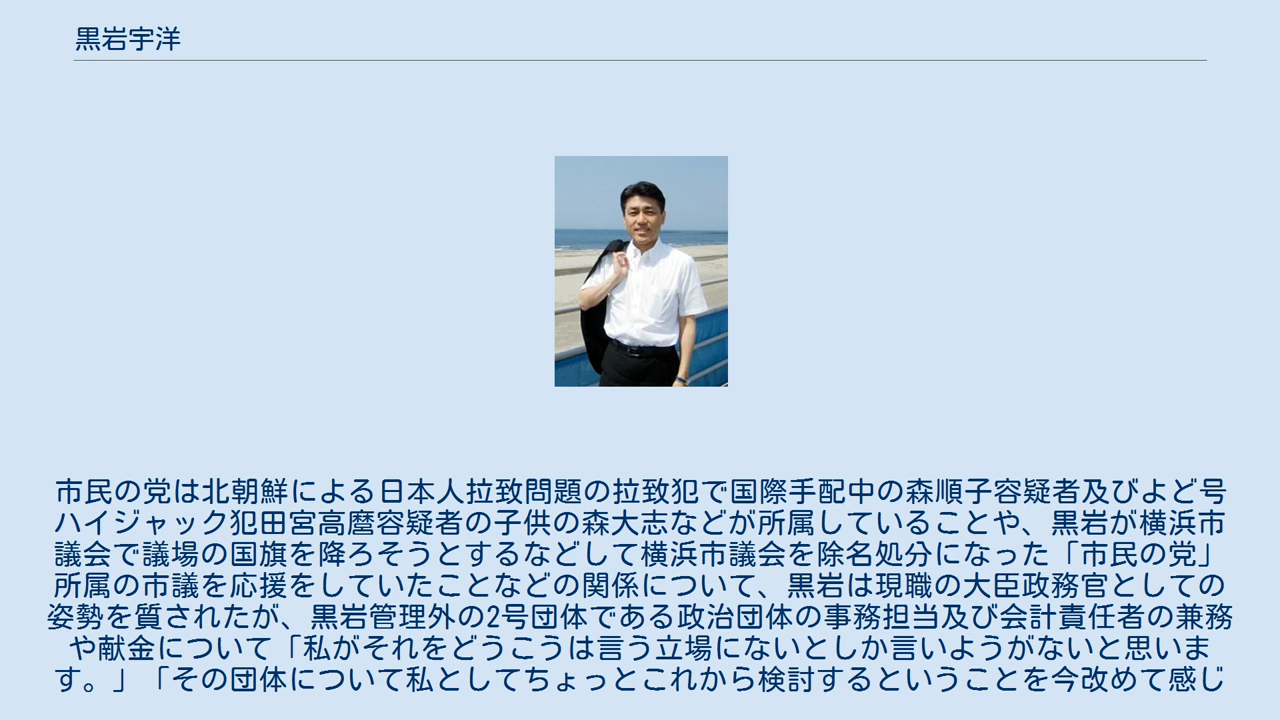 黒岩宇洋
市民の党は北朝鮮による日本人拉致問題の拉致犯で国際手配中の森順子容疑者及びよど号
ハイジャック犯田宮高麿容疑者の子供の森大志などが所属していることや、黒岩が横浜市
議会で議場の国旗を降ろそうとするなどして横浜市議会を除名処分になった「市民の党」
所属の市議を応援をしていたことなどの関係について、黒岩は現職の大臣政務官としての
姿勢を質されたが、黒岩管理外の2号団体である政治団体の事務担当及び会計責任者の兼務
や献金について「私がそれをどうこうは言う立場にないとしか言いようがないと思いま
す。」「その団体について私としてちょっとこれから検討するということを今改めて感じ